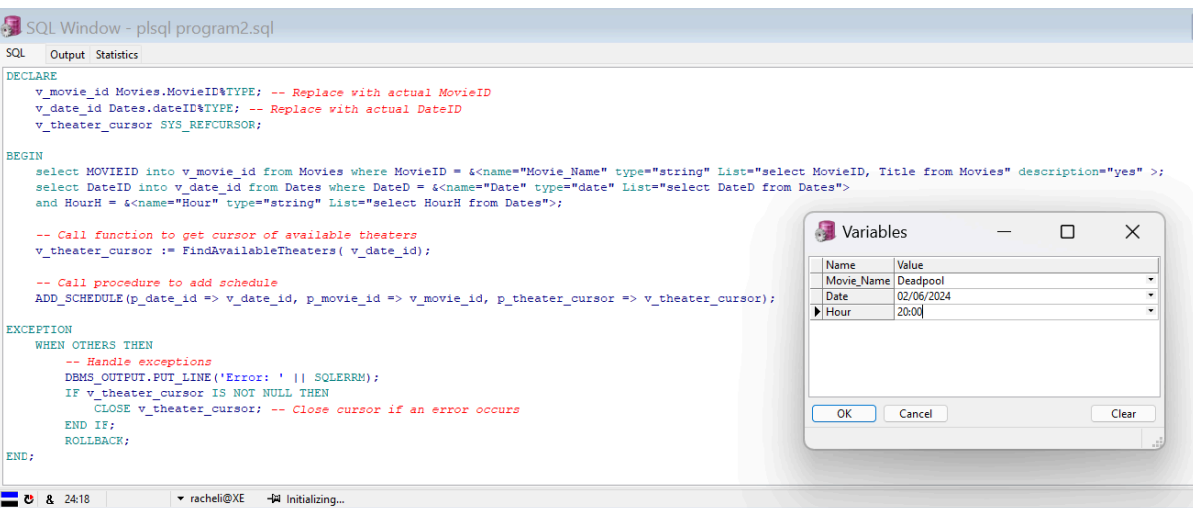 SQL Window - plsql program2.sql
SQL Output Statistics
DECLARE
v_movie_id Movies.MovieID%TYPE; -- Replace with actual MovieID
v_date_id Dates.dateID%TYPE; -- Replace with actual DateID
v_theater_cursor SYS_REFCURSOR;
BEGIN
select MOVIEID into v_movie_id from Movies where MovieID = &<name="Movie_Name" type="string" List="select MovieID, Title from Movies" description="yes" >;
select DateID into v_date_id from Dates where DateD = &<name="Date" type="date" List="select DateD from Dates">
and HourH = &<name="Hour" type="string" List="select HourH from Dates">;
-- Call function to get cursor of available theaters
v_theater_cursor := FindAvailableTheaters( v_date_id);
-- Call procedure to add schedule
ADD_SCHEDULE(p_date_id => v_date_id, p_movie_id => v_movie_id, p_theater_cursor => v_theater_cursor);
EXCEPTION
WHEN OTHERS THEN
-- Handle exceptions
DBMS_OUTPUT.PUT_LINE('Error: ' || SQLERRM);
IF v_theater_cursor IS NOT NULL THEN
CLOSE v_theater_cursor; -- Close cursor if an error occurs
END IF;
ROLLBACK;
END;
Variables
Name Value
Movie_Name Deadpool
Date 02/06/2024
Hour 20:00
OK Cancel Clear
& 24:18 racheli@XE Initializing...